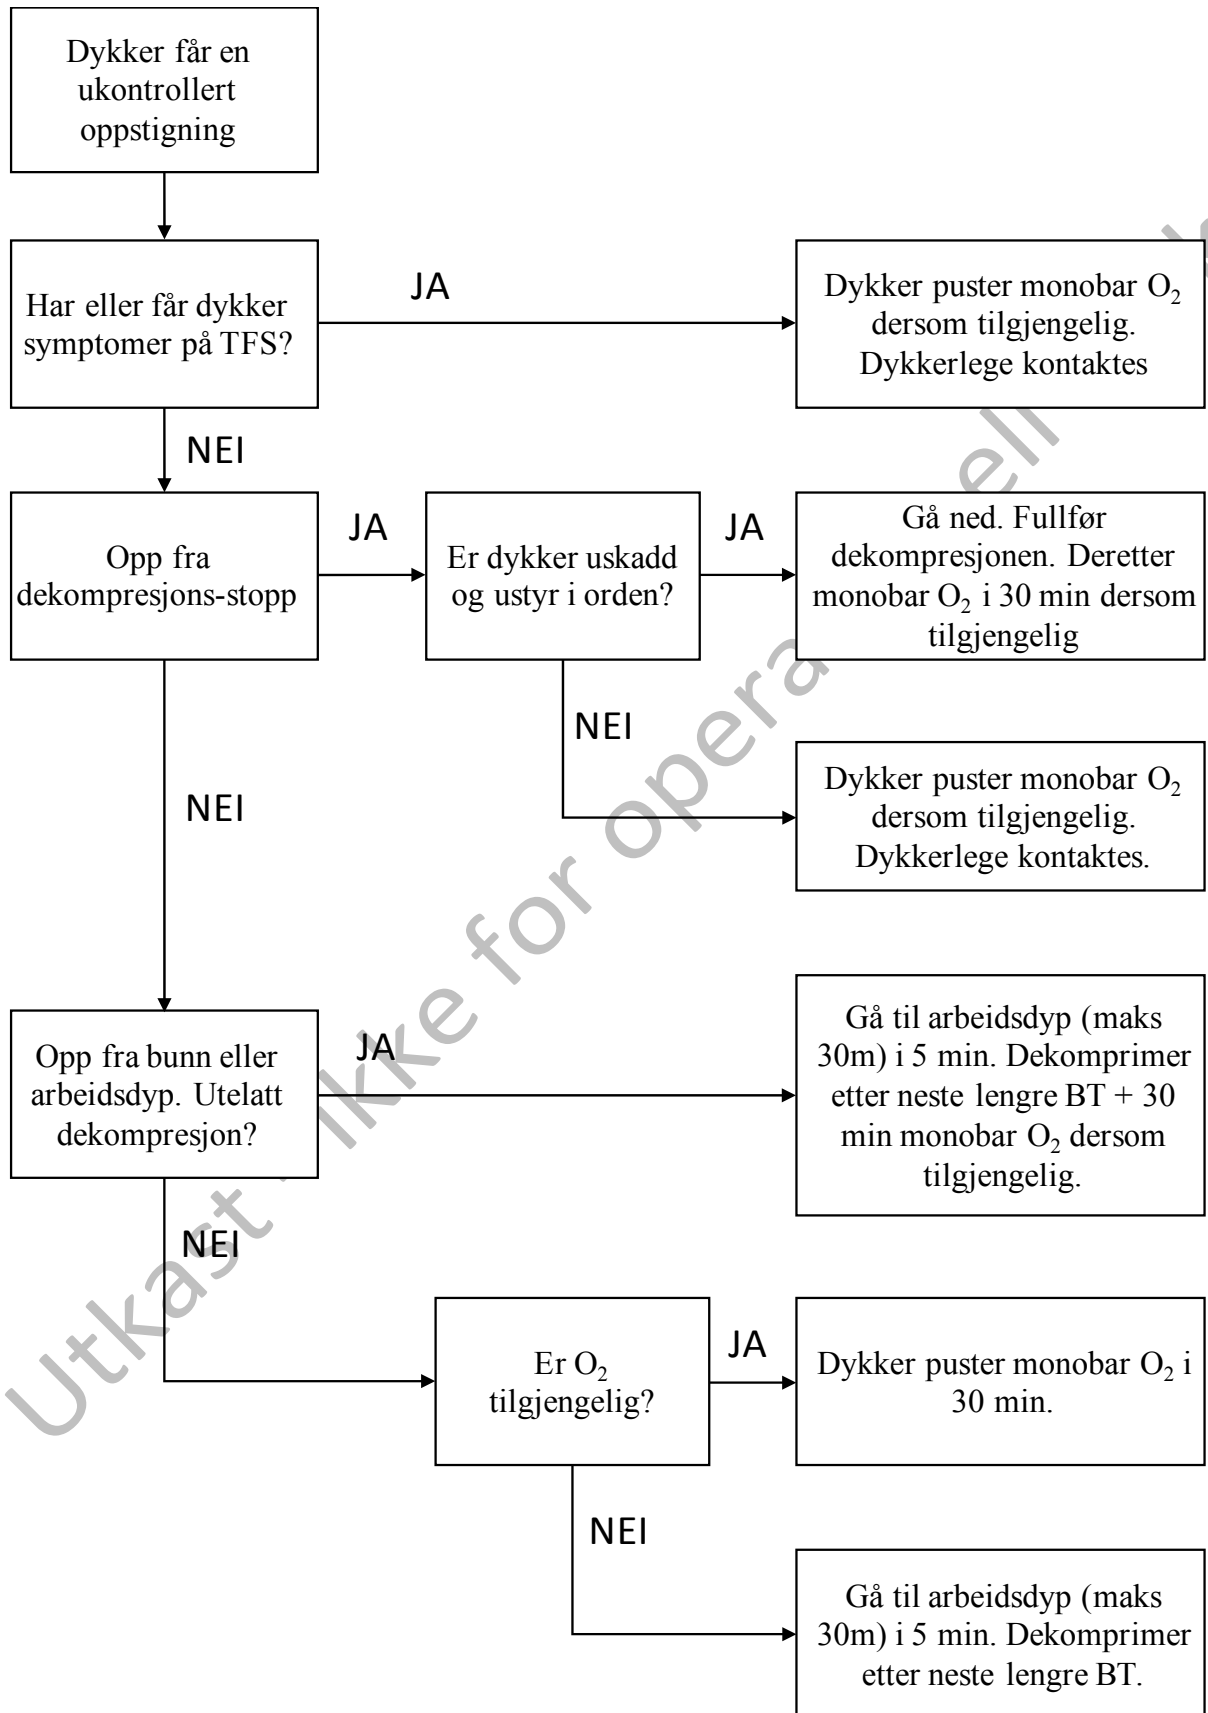 Dykker får en
ukontrollert
oppstigning
Har eller får dykker
symptomer på TFS?
JA
Dykker puster monobar O₂
dersom tilgjengelig.
Dykkerlege kontaktes
NEI
Opp fra
dekompresjons-stopp
JA
Er dykker uskadd
og ustyr i orden?
JA
Gå ned. Fullfør
dekompresjonen. Deretter
monobar O₂ i 30 min dersom
tilgjengelig
NEI
Dykker puster monobar O₂
dersom tilgjengelig.
Dykkerlege kontaktes.
NEI
Opp fra bunn eller
arbeidsdyp. Utelatt
dekompresjon?
JA
Gå til arbeidsdyp (maks
30m) i 5 min. Dekomprimer
etter neste lengre BT + 30
min monobar O₂ dersom
tilgjengelig.
NEI
Er O₂
tilgjengelig?
JA
Dykker puster monobar O₂ i
30 min.
NEI
Gå til arbeidsdyp (maks
30m) i 5 min. Dekomprimer
etter neste lengre BT.
Utkast ikke for